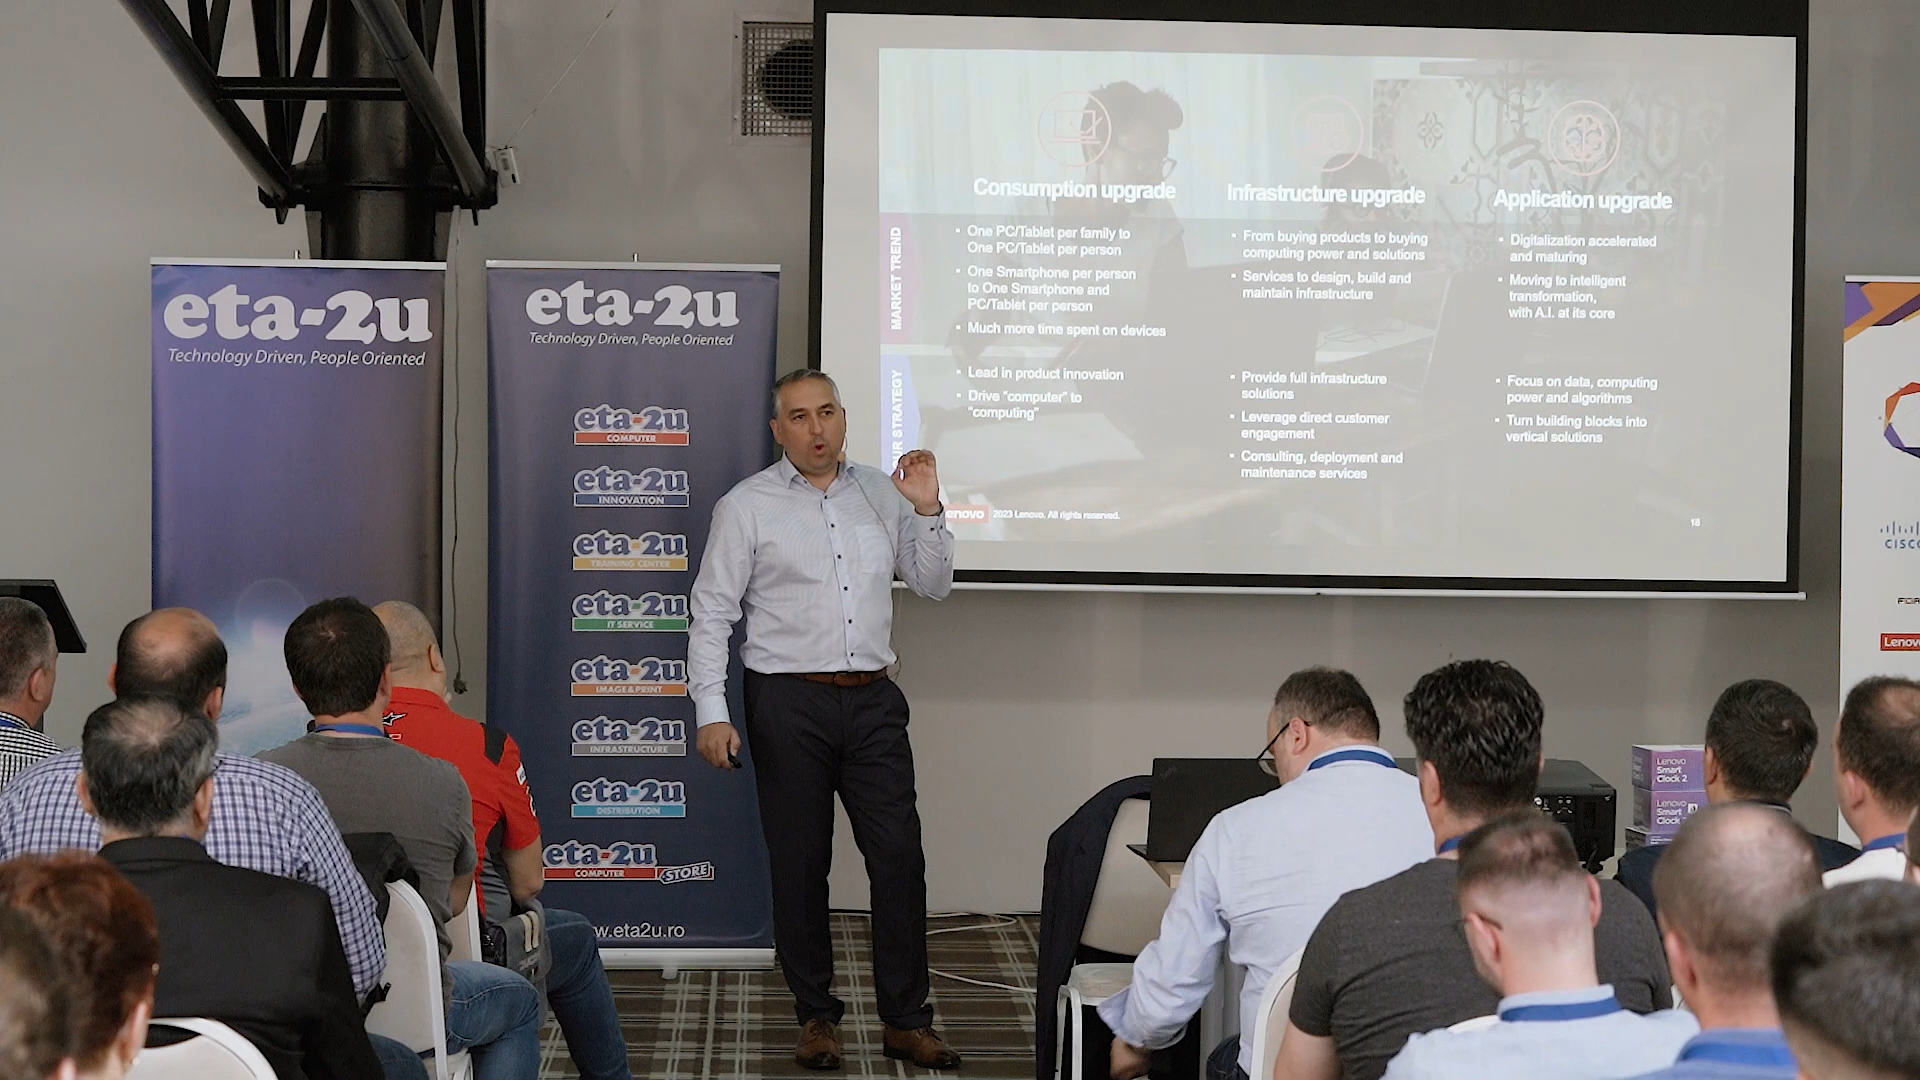 eta-2u
Technology Driven, People Oriented
eta-2u
Technology Driven, People Oriented
eta-2u
COMPUTER
eta-2u
INNOVATION
eta-2u
TRAINING CENTER
eta-2u
IT SERVICE
eta-2u
IMAGE&PRINT
eta-2u
INFRASTRUCTURE
eta-2u
DISTRIBUTION
eta-2u
COMPUTER STORE
w.eta2u.ro
Consumption upgrade
MARKET TREND
▪ One PC/Tablet per family to
One PC/Tablet per person
▪ One Smartphone per person
to One Smartphone and
PC/Tablet per person
▪ Much more time spent on devices
OUR STRATEGY
▪ Lead in product innovation
▪ Drive "computer" to
"computing"
Infrastructure upgrade
▪ From buying products to buying
computing power and solutions
▪ Services to design, build and
maintain infrastructure
▪ Provide full infrastructure
solutions
▪ Leverage direct customer
engagement
▪ Consulting, deployment and
maintenance services
Application upgrade
▪ Digitalization accelerated
and maturing
▪ Moving to intelligent
transformation,
with A.I. at its core
▪ Focus on data, computing
power and algorithms
▪ Turn building blocks into
vertical solutions
enovo 2023 Lenovo. All rights reserved.
CISCO
Lenovo
Lenovo
Smart
Clock 2
Lenovo
Smart
Clock